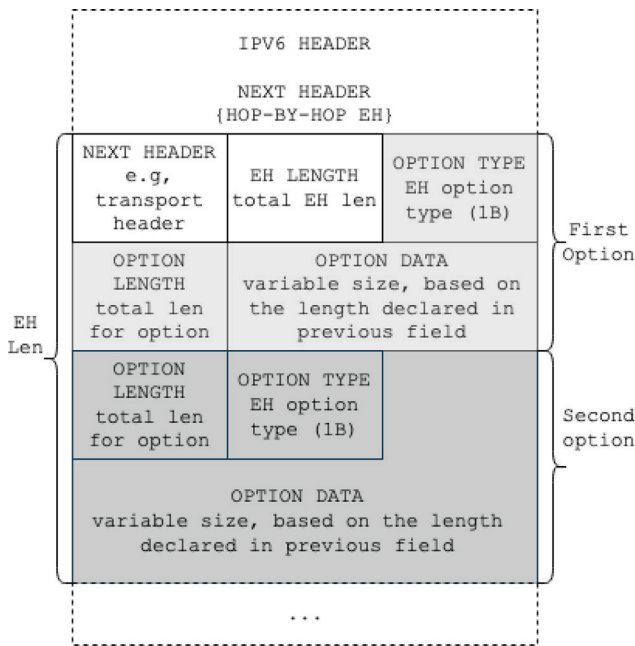 IPV6 HEADER
NEXT HEADER
{HOP-BY-HOP EH}
NEXT HEADER
e.g,
transport
header
EH LENGTH
total EH len
OPTION TYPE
EH option
type (1B)
First
Option
OPTION
LENGTH
total len
for option
OPTION DATA
variable size, based on
the length declared in
previous field
EH
Len
OPTION
LENGTH
total len
for option
OPTION TYPE
EH option
type (1B)
Second
option
OPTION DATA
variable size, based on the length
declared in previous field
...